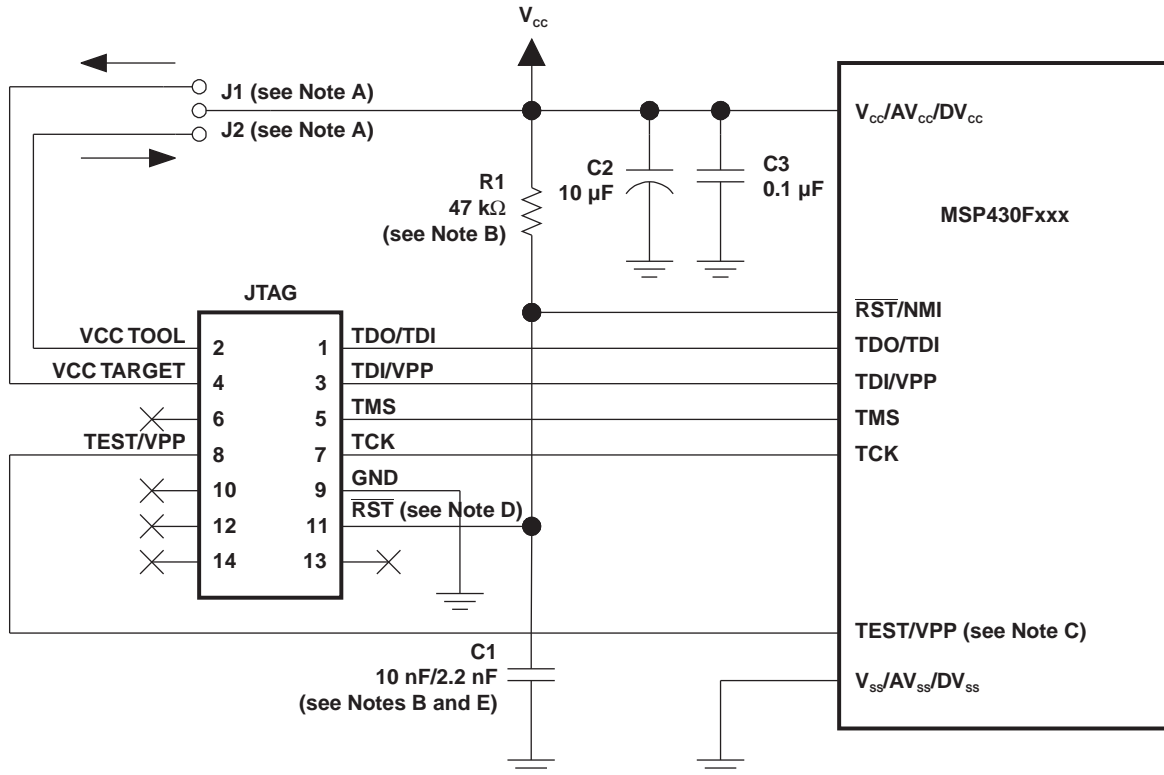 VCC
J1 (see Note A)
J2 (see Note A)
VCC/AVCC/DVCC
C2
10 µF
C3
0.1 µF
R1
47 kΩ
(see Note B)
MSP430Fxxx
JTAG
RST/NMI
VCC TOOL
2
1
TDO/TDI
TDO/TDI
VCC TARGET
4
3
TDI/VPP
TDI/VPP
6
5
TMS
TMS
TEST/VPP
8
7
TCK
TCK
10
9
GND
12
11
RST (see Note D)
14
13
TEST/VPP (see Note C)
C1
10 nF/2.2 nF
(see Notes B and E)
VSS/AVSS/DVSS